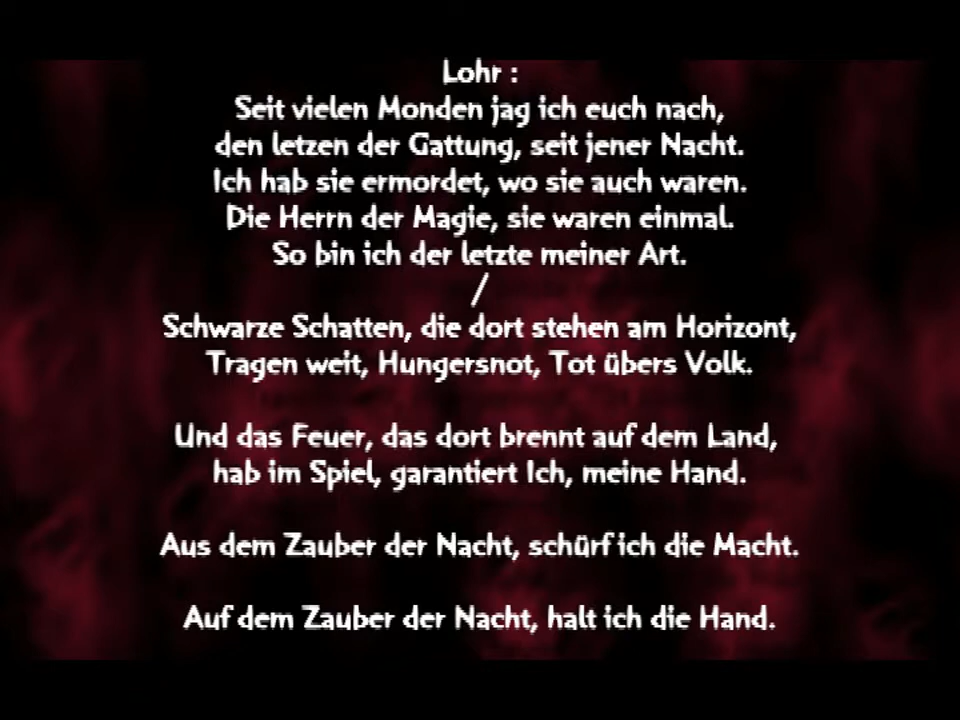 Lohr :
Seit vielen Monden jag ich euch nach,
den letzen der Gattung, seit jener Nacht.
Ich hab sie ermordet, wo sie auch waren.
Die Herrn der Magie, sie waren einmal.
So bin ich der letzte meiner Art.
/
Schwarze Schatten, die dort stehen am Horizont,
Tragen weit, Hungersnot, Tot übers Volk.
Und das Feuer, das dort brennt auf dem Land,
hab im Spiel, garantiert Ich, meine Hand.
Aus dem Zauber der Nacht, schürf ich die Macht.
Auf dem Zauber der Nacht, halt ich die Hand.